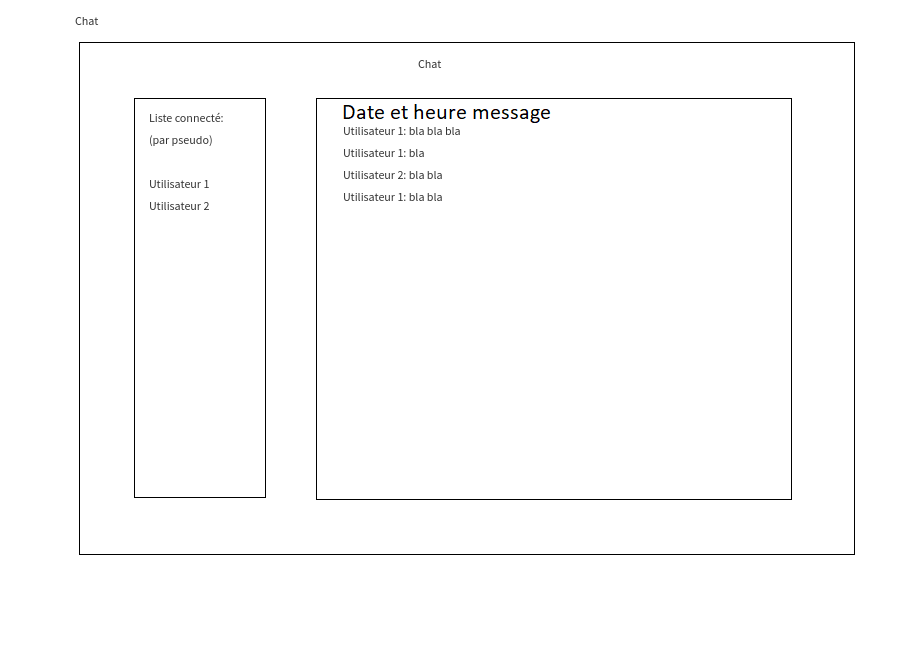 Chat
Chat
Liste connecté:
(par pseudo)
Utilisateur 1
Utilisateur 2
Date et heure message
Utilisateur 1: bla bla bla
Utilisateur 1: bla
Utilisateur 2: bla bla
Utilisateur 1: bla bla